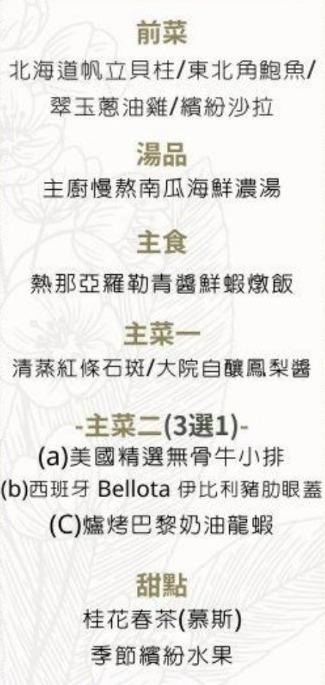 前菜
北海道帆立貝柱/東北角鮑魚/
翠玉蔥油雞/繽紛沙拉
湯品
主廚慢熬南瓜海鮮濃湯
主食
熱那亞羅勒青醬鮮蝦燉飯
主菜一
清蒸紅條石斑/大院自釀鳳梨醬
-主菜二(3選1)-
(a)美國精選無骨牛小排
(b)西班牙 Bellota 伊比利豬肋眼蓋
(C)爐烤巴黎奶油龍蝦
甜點
桂花春茶(慕斯)
季節繽紛水果